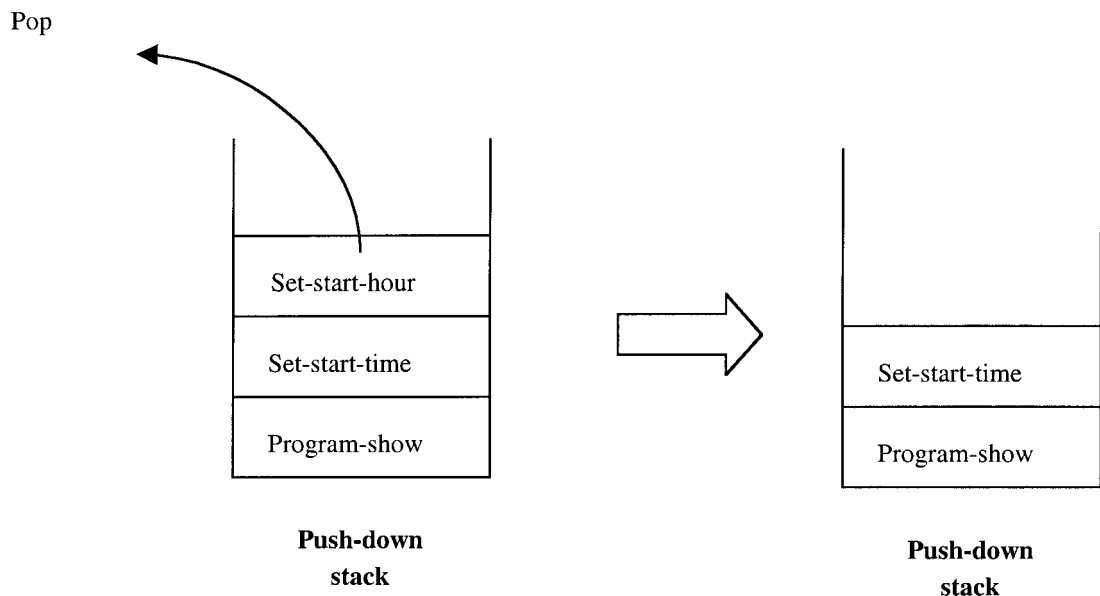 Pop
Set-start-hour
Set-start-time
Program-show
Push-down
stack
Set-start-time
Program-show
Push-down
stack